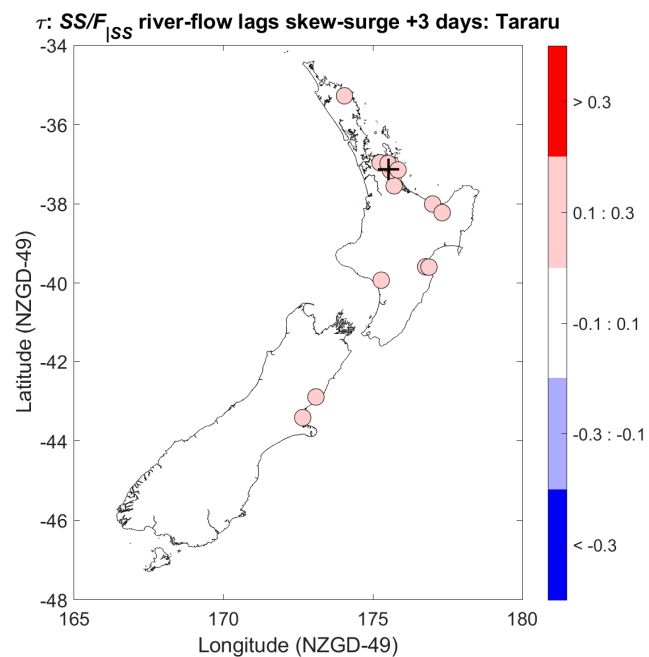 τ: SS/F|SS river-flow lags skew-surge +3 days: Tararu
-34
-36
-38
-40
-42
-44
-46
-48
Latitude (NZGD-49)
165
170
175
180
Longitude (NZGD-49)
> 0.3
0.1 : 0.3
-0.1 : 0.1
-0.3 : -0.1
< -0.3